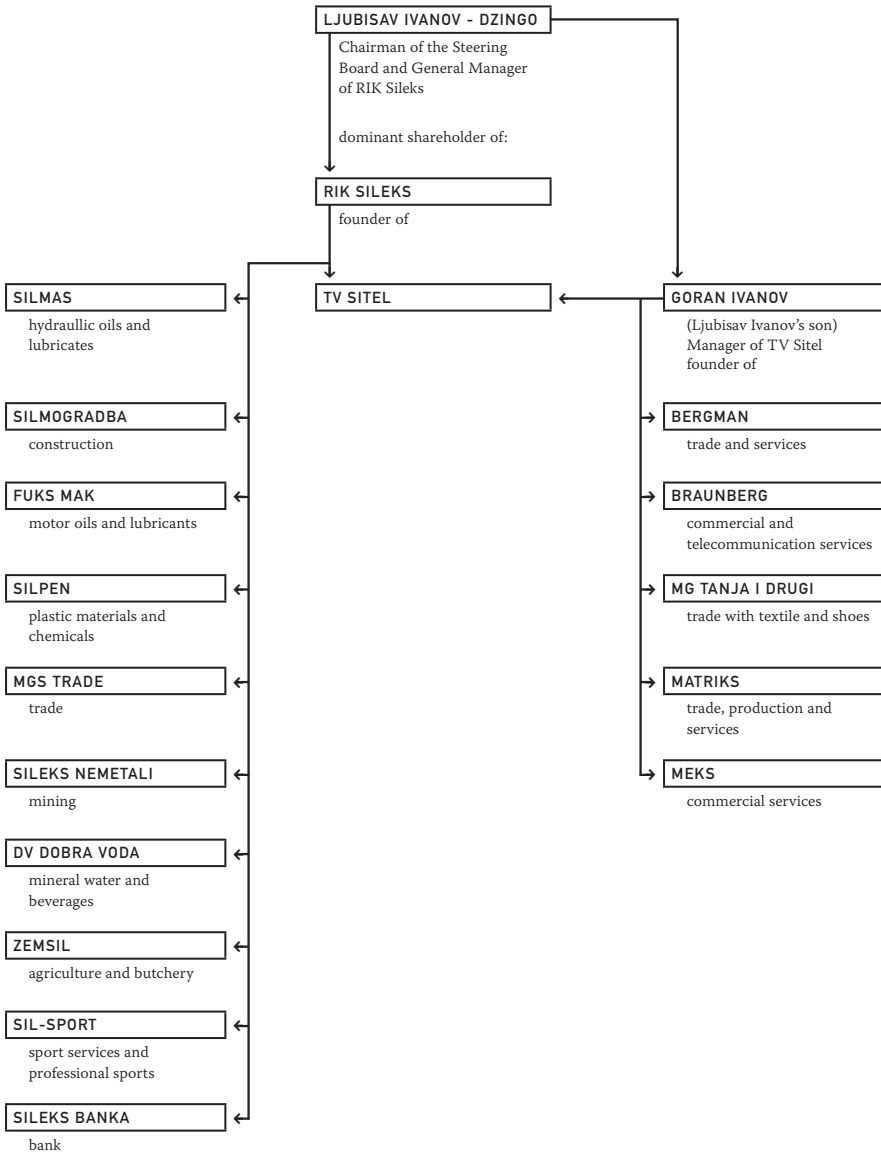 LJUBISAV IVANOV - DZINGO
Chairman of the Steering
Board and General Manager
of RIK Sileks
dominant shareholder of:
RIK SILEKS
founder of
SILMAS
hydraullic oils and
lubricates
TV SITEL
GORAN IVANOV
(Ljubisav Ivanov’s son)
Manager of TV Sitel
founder of
SILMOGRADBA
construction
BERGMAN
trade and services
FUKS MAK
motor oils and lubricants
BRAUNBERG
commercial and
telecommunication services
SILPEN
plastic materials and
chemicals
MG TANJA I DRUGI
trade with textile and shoes
MGS TRADE
trade
MATRIKS
trade, production and
services
SILEKS NEMETALI
mining
MEKS
commercial services
DV DOBRA VODA
mineral water and
beverages
ZEMSIL
agriculture and butchery
SIL-SPORT
sport services and
professional sports
SILEKS BANKA
bank